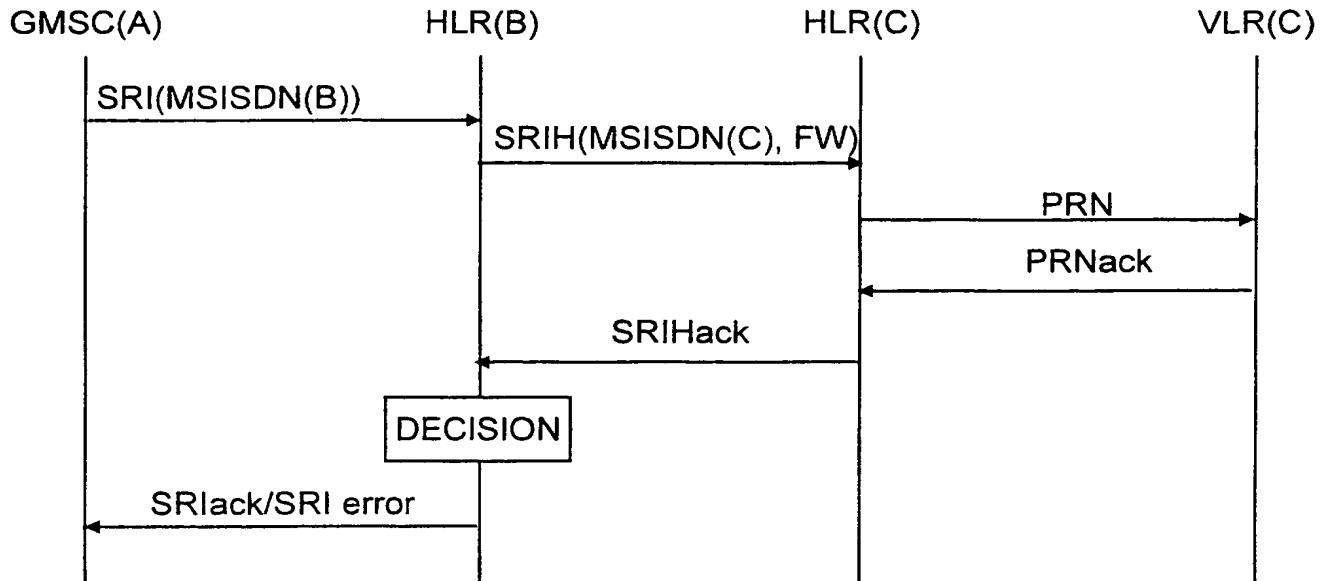 GMSC(A) HLR(B) HLR(C) VLR(C)
SRI(MSISDN(B))
SRIH(MSISDN(C), FW)
PRN
PRNack
SRIHack
DECISION
SRIack/SRI error